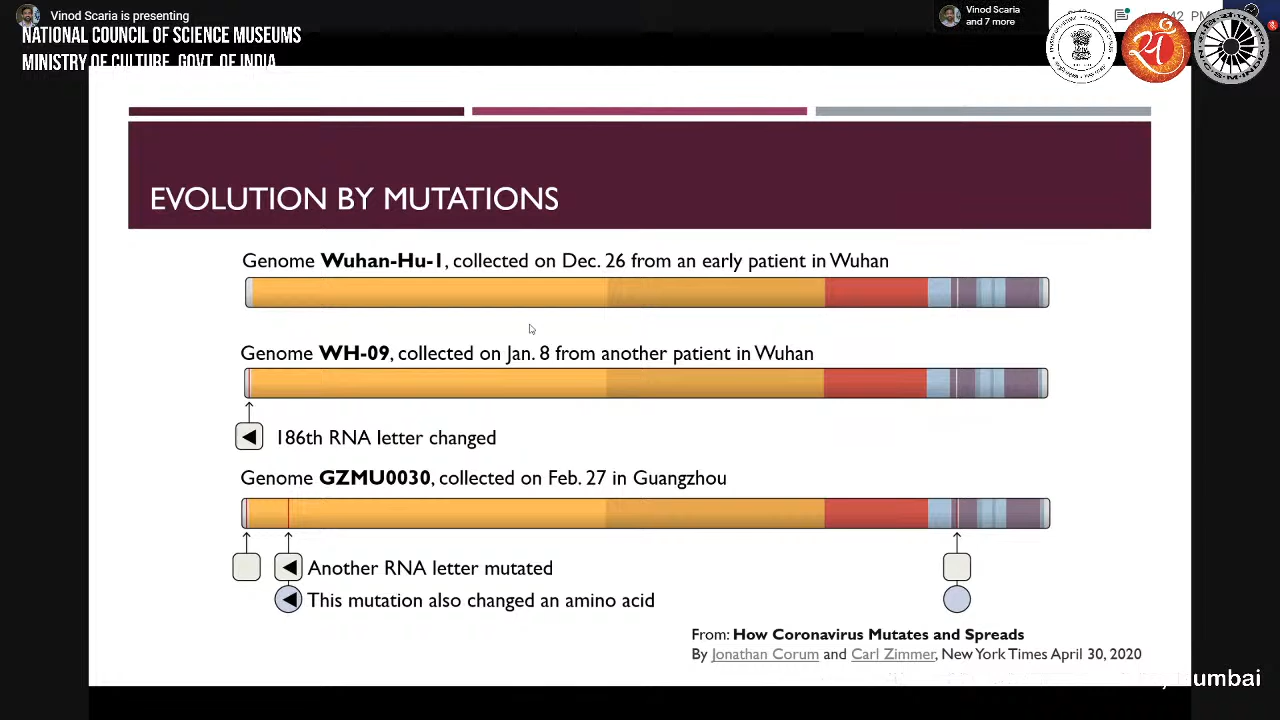 Vinod Scaria is presenting
Vinod Scaria
and 7 more
NATIONAL COUNCIL OF SCIENCE MUSEUMS
MINISTRY OF CULTURE, GOVT. OF INDIA
EVOLUTION BY MUTATIONS
Genome Wuhan-Hu-1, collected on Dec. 26 from an early patient in Wuhan
Genome WH-09, collected on Jan. 8 from another patient in Wuhan
186th RNA letter changed
Genome GZMU0030, collected on Feb. 27 in Guangzhou
Another RNA letter mutated
This mutation also changed an amino acid
From: How Coronavirus Mutates and Spreads
By Jonathan Corum and Carl Zimmer, New York Times April 30, 2020
Mumbai